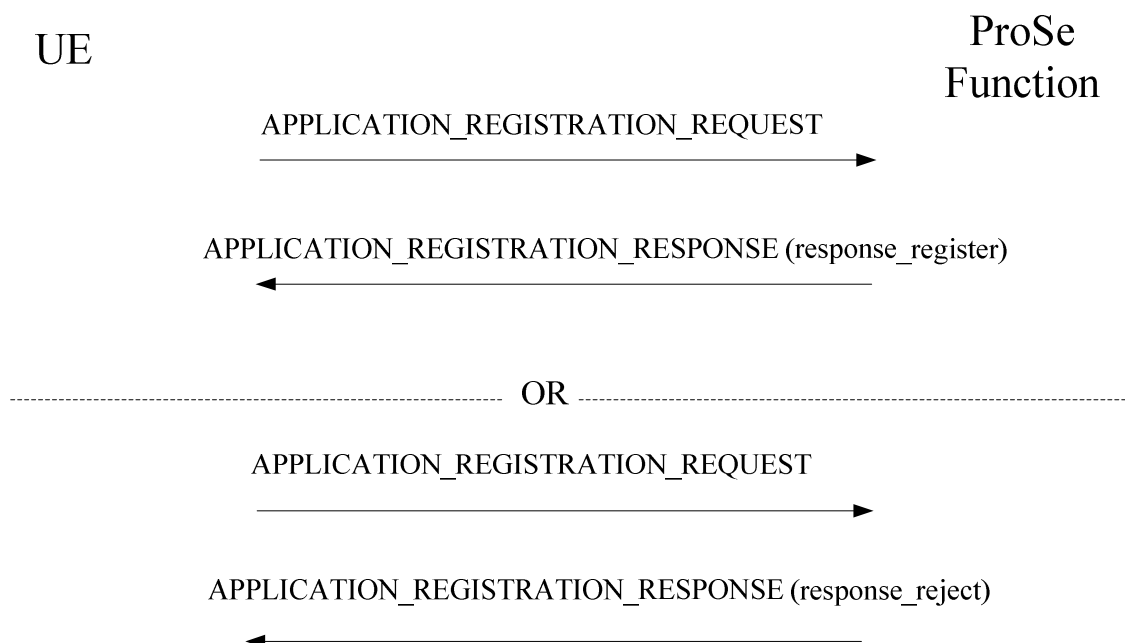 UE
ProSe
Function
APPLICATION_REGISTRATION_REQUEST
APPLICATION_REGISTRATION_RESPONSE (response_register)
OR
APPLICATION_REGISTRATION_REQUEST
APPLICATION_REGISTRATION_RESPONSE (response_reject)